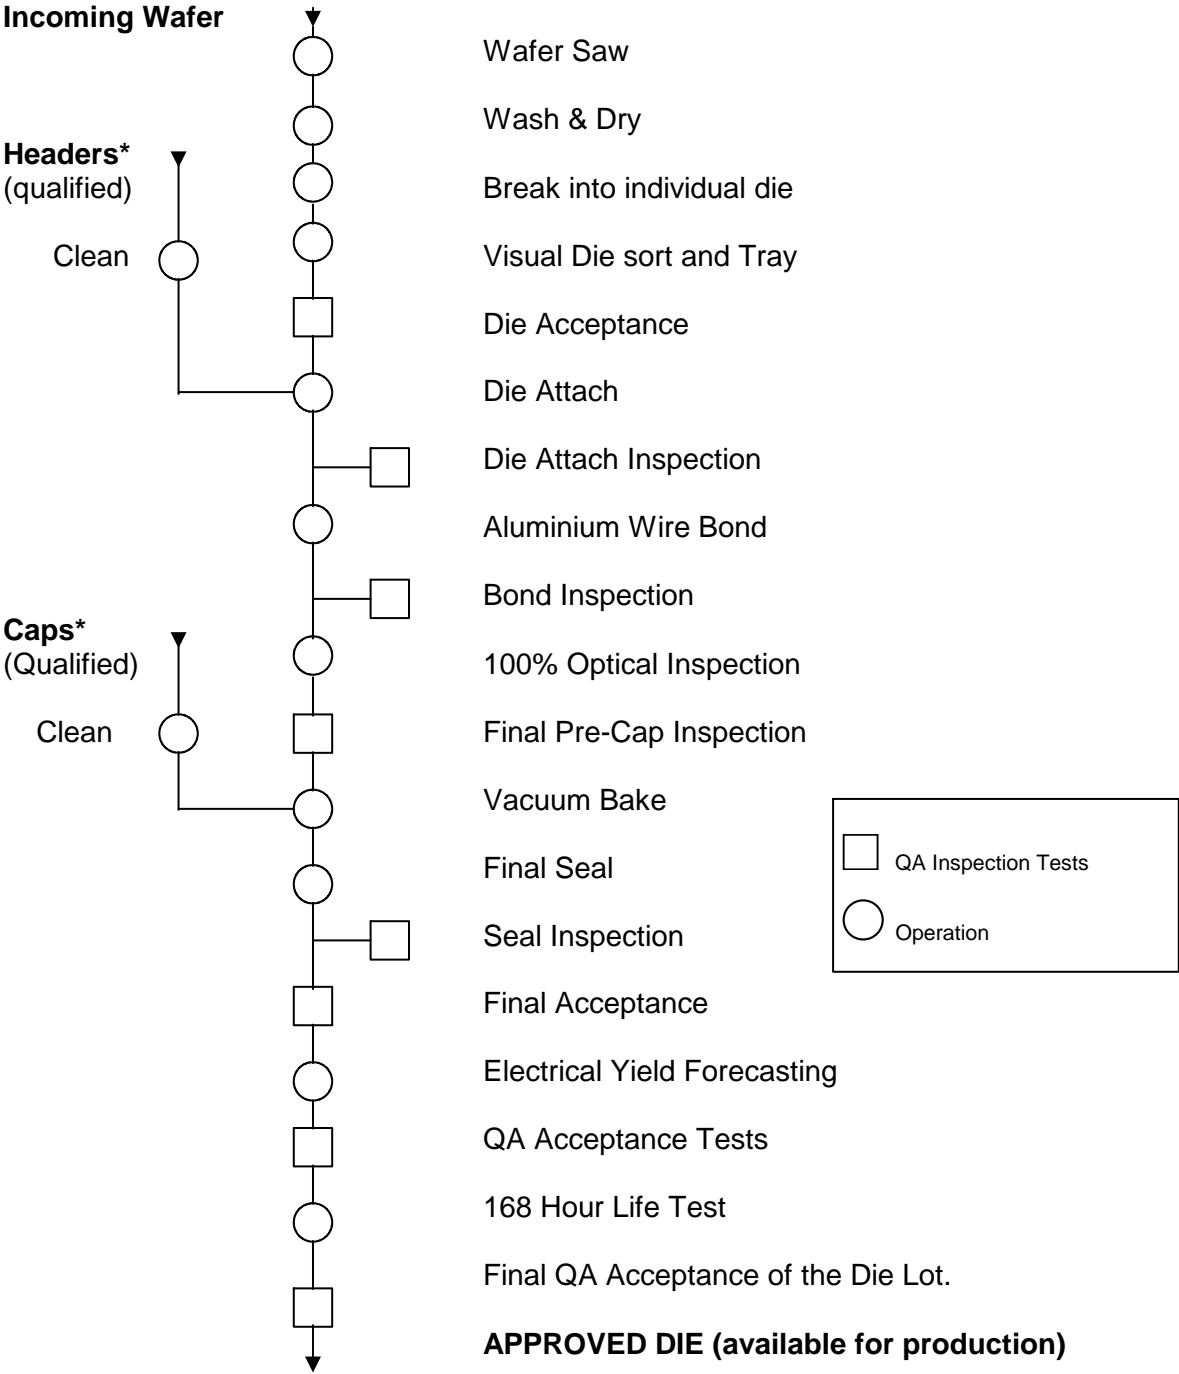 Incoming Wafer
Wafer Saw
Wash & Dry
Headers*
(qualified)
Break into individual die
Clean
Visual Die sort and Tray
Die Acceptance
Die Attach
Die Attach Inspection
Aluminium Wire Bond
Bond Inspection
Caps*
(Qualified)
100% Optical Inspection
Clean
Final Pre-Cap Inspection
Vacuum Bake
QA Inspection Tests
Final Seal
Operation
Seal Inspection
Final Acceptance
Electrical Yield Forecasting
QA Acceptance Tests
168 Hour Life Test
Final QA Acceptance of the Die Lot.
APPROVED DIE (available for production)